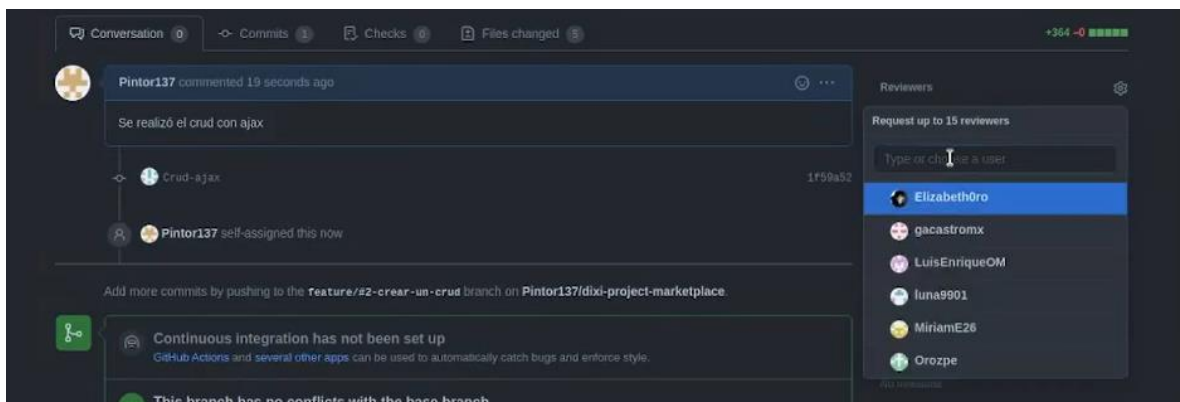 Conversation 0 Commits 1 Checks 0 Files changed 5 +364 −0
Pintor137 commented 19 seconds ago
Se realizó el crud con ajax
Crud-ajax 1f59a52
Pintor137 self-assigned this now
Add more commits by pushing to the feature/#2-crear-un-crud branch on Pintor137/dixi-project-marketplace.
Continuous integration has not been set up
GitHub Actions and several other apps can be used to automatically catch bugs and enforce style.
This branch has no conflicts with the base branch
Reviewers
Request up to 15 reviewers
Type or choose a user
Elizabeth0ro
gacastromx
LuisEnriqueOM
luna9901
MiriamE26
Orozpe